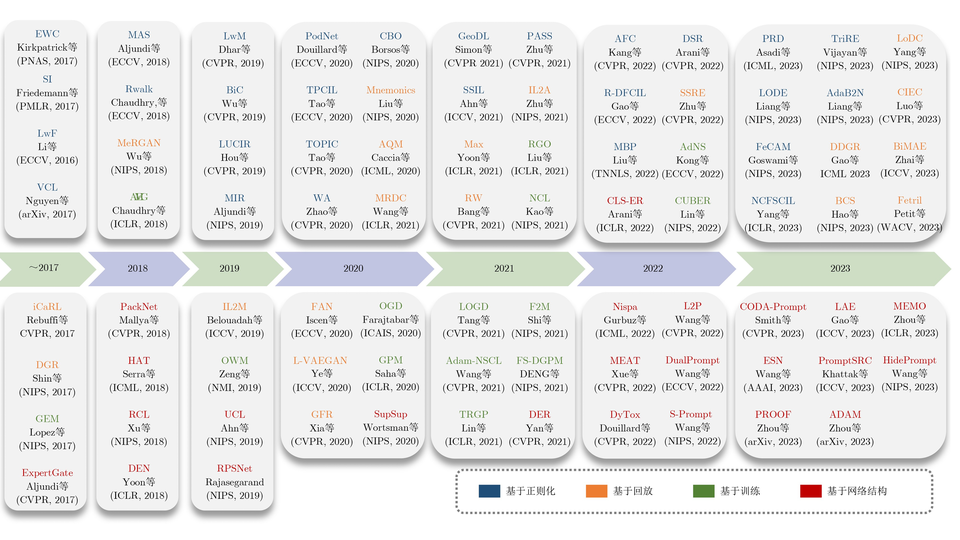 EWC
Kirkpatrick等
(PNAS, 2017)
SI
Friedemann等
(PMLR, 2017)
LwF
Li等
(ECCV, 2016)
VCL
Nguyen等
(arXiv, 2017)
MAS
Aljundi等
(ECCV, 2018)
Rwalk
Chaudhry,等
(ECCV, 2018)
MeRGAN
Wu等
(NIPS, 2018)
Chaudhry等
(ICLR, 2018)
LwM
Dhar等
(CVPR, 2019)
BiC
Wu等
(CVPR, 2019)
LUCIR
Hou等
(CVPR, 2019)
MIR
Aljundi等
(NIPS, 2019)
PodNet
Douillard等
(ECCV, 2020)
TPCIL
Tao等
(ECCV, 2020)
TOPIC
Tao等
(CVPR, 2020)
WA
Zhao等
(CVPR, 2020)
CBO
Borsos等
(NIPS, 2020)
Mnemonics
Liu等
(NIPS, 2020)
AQM
Caccia等
(ICML, 2020)
MRDC
Wang等
(ICLR, 2021)
GeoDL
Simon等
(CVPR 2021)
SSIL
Ahn等
(ICCV, 2021)
Max
Yoon等
(ICLR, 2021)
RW
Bang等
(CVPR, 2021)
PASS
Zhu等
(CVPR, 2021)
IL2A
Zhu等
(NIPS, 2021)
RGO
Liu等
(ICLR, 2021)
NCL
Kao等
(NIPS, 2021)
AFC
Kang等
(CVPR, 2022)
R-DFCIL
Gao等
(ECCV, 2022)
MBP
Liu等
(TNNLS, 2022)
CLS-ER
Arani等
(ICLR, 2022)
DSR
Arani等
(CVPR, 2022)
SSRE
Zhu等
(CVPR, 2022)
AdNS
Kong等
(ECCV, 2022)
CUBER
Lin等
(NIPS, 2022)
PRD
Asadi等
(ICML, 2023)
LODE
Liang等
(NIPS, 2023)
FeCAM
Goswami等
(NIPS, 2023)
NCFSCIL
Yang等
(ICLR, 2023)
TriRE
Vijayan等
(NIPS, 2023)
AdaB2N
Liang等
(NIPS, 2023)
DDGR
Gao等
ICML 2023
BCS
Hao等
(NIPS, 2023)
LoDC
Yang等
(NIPS, 2023)
CIEC
Luo等
(CVPR, 2023)
BiMAE
Zhai等
(ICCV, 2023)
Fetril
Petit等
(WACV, 2023)
～2017
2018
2019
2020
2021
2022
2023
iCaRL
Rebuffi等
CVPR, 2017
DGR
Shin等
(NIPS, 2017)
GEM
Lopez等
(NIPS, 2017)
ExpertGate
Aljundi等
(CVPR, 2017)
PackNet
Mallya等
(CVPR, 2018)
HAT
Serra等
(ICML, 2018)
RCL
Xu等
(NIPS, 2018)
DEN
Yoon等
(ICLR, 2018)
IL2M
Belouadah等
(ICCV, 2019)
OWM
Zeng等
(NMI, 2019)
UCL
Ahn等
(NIPS, 2019)
RPSNet
Rajasegarand
(NIPS, 2019)
FAN
Iscen等
(ECCV, 2020)
L-VAEGAN
Ye等
(ICCV, 2020)
GFR
Xia等
(CVPR, 2020)
OGD
Farajtabar等
(ICAIS, 2020)
GPM
Saha等
(ICLR, 2020)
SupSup
Wortsman等
(NIPS, 2020)
LOGD
Tang等
(CVPR, 2021)
Adam-NSCL
Wang等
(CVPR, 2021)
TRGP
Lin等
(ICLR, 2021)
F2M
Shi等
(NIPS, 2021)
FS-DGPM
DENG等
(NIPS, 2021)
DER
Yan等
(CVPR, 2021)
Nispa
Gurbuz等
(ICML, 2022)
MEAT
Xue等
(CVPR, 2022)
DyTox
Douillard等
(CVPR, 2022)
L2P
Wang等
(CVPR, 2022)
DualPrompt
Wang等
(ECCV, 2022)
S-Prompt
Wang等
(NIPS, 2022)
CODA-Prompt
Smith等
(CVPR, 2023)
ESN
Wang等
(AAAI, 2023)
PROOF
Zhou等
(arXiv, 2023)
LAE
Gao等
(ICCV, 2023)
PromptSRC
Khattak等
(ICCV, 2023)
ADAM
Zhou等
(arXiv, 2023)
MEMO
Zhou等
(ICLR, 2023)
HidePrompt
Wang等
(NIPS, 2023)
基于正则化
基于回放
基于训练
基于网络结构